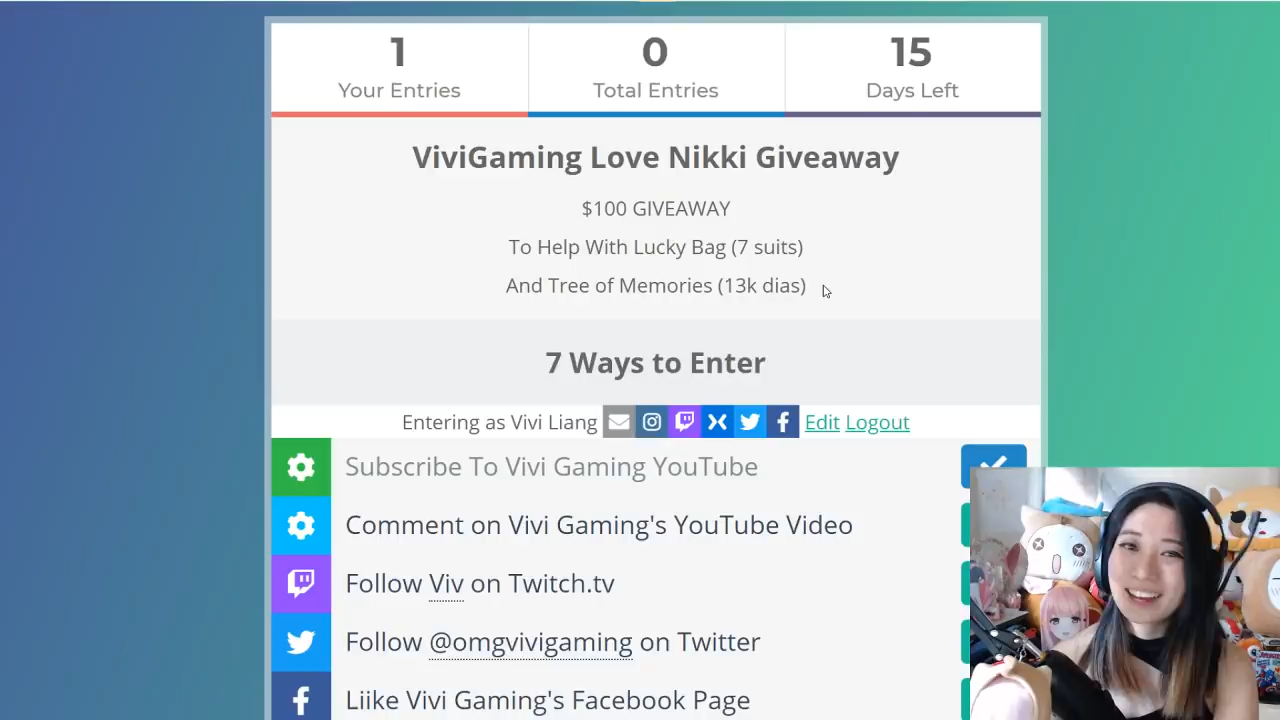 1
Your Entries
0
Total Entries
15
Days Left
ViviGaming Love Nikki Giveaway
$100 GIVEAWAY
To Help With Lucky Bag (7 suits)
And Tree of Memories (13k dias)
7 Ways to Enter
Entering as Vivi Liang Edit Logout
Subscribe To Vivi Gaming YouTube
Comment on Vivi Gaming's YouTube Video
Follow Viv on Twitch.tv
Follow @omgvivigaming on Twitter
Liike Vivi Gaming's Facebook Page